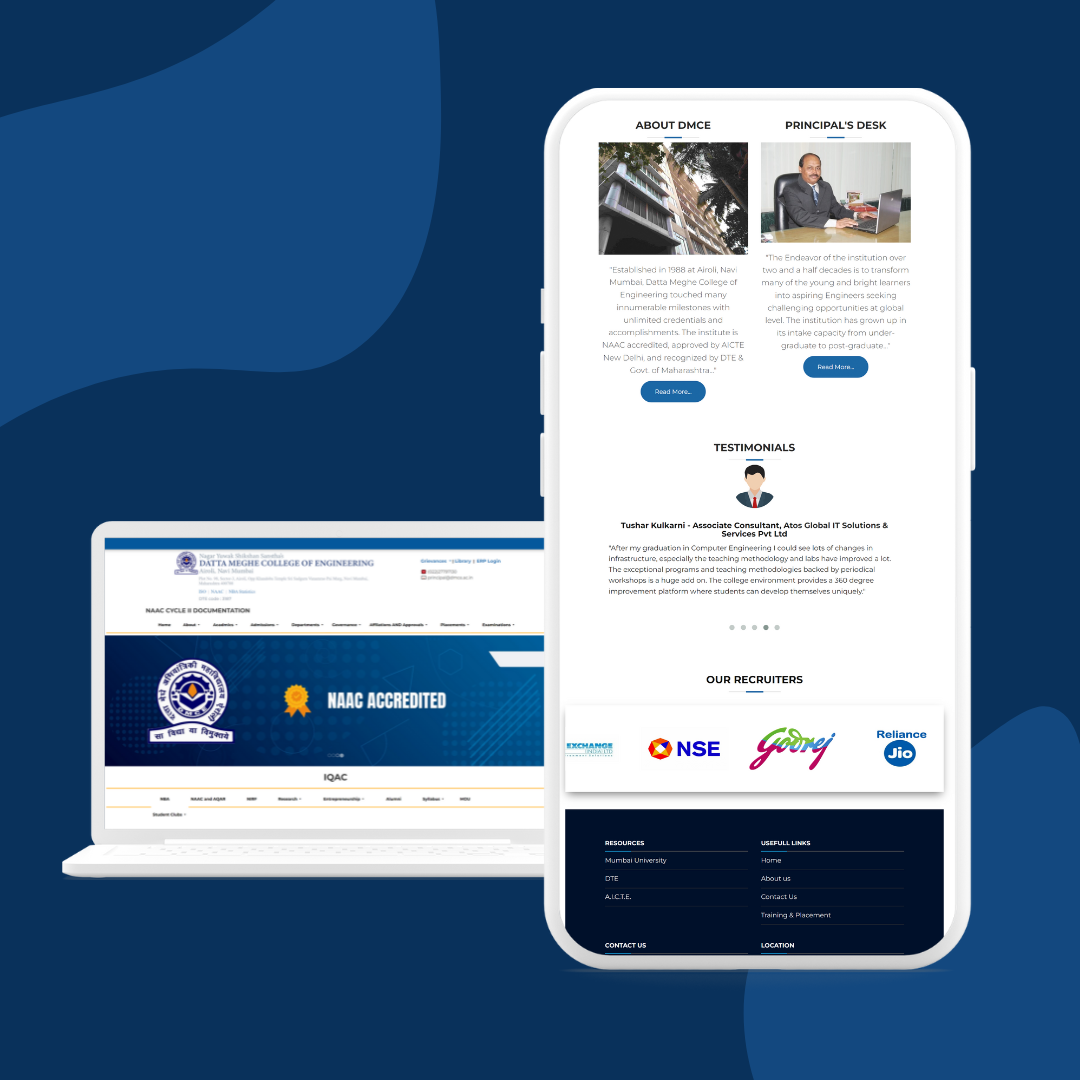 Nagar Yuwak Shikshan Sanstha's
DATTA MEGHE COLLEGE OF ENGINEERING
Airoli, Navi Mumbai
Grievances
Library | ERP Login
NAAC CYCLE II DOCUMENTATION
Home
About
Academics
Admissions
Departments
Governance
Affiliations AND Approvals
Placements
Examinations
सा विद्या या विमुक्तये
NAAC ACCREDITED
IQAC
NBA
NAAC and AQAR
NIRF
Research
Entrepreneurship
Alumni
Syllabus
MOU
Student Clubs
ABOUT DMCE
"Established in 1988 at Airoli, Navi
Mumbai. Datta Meghe College of
Engineering touched many
innumerable milestones with
unlimited credentials and
accomplishments. The institute is
NAAC accredited, approved by AICTE
New Delhi, and recognized by DTE &
Govt. of Maharashtra..."
Read More...
PRINCIPAL'S DESK
"The Endeavor of the institution over
two and a half decades is to transform
many of the young and bright learners
into aspiring Engineers seeking
challenging opportunities at global
level. The institution has grown up in
its intake capacity from under-
graduate to post-graduate..."
Read More...
TESTIMONIALS
Tushar Kulkarni - Associate Consultant, Atos Global IT Solutions &
Services Pvt Ltd
"After my graduation in Computer Engineering I could see lots of changes in
infrastructure, especially the teaching methodology and labs have improved a lot.
The exceptional programs and teaching methodologies backed by periodical
workshops is a huge add on. The college environment provides a 360 degree
improvement platform where students can develop themselves uniquely."
OUR RECRUITERS
EXCHANGE
INDIA LTD
NSE
Godrej
Reliance
Jio
RESOURCES
Mumbai University
DTE
A.I.C.T.E.
USEFULL LINKS
Home
About us
Contact Us
Training & Placement
CONTACT US
LOCATION